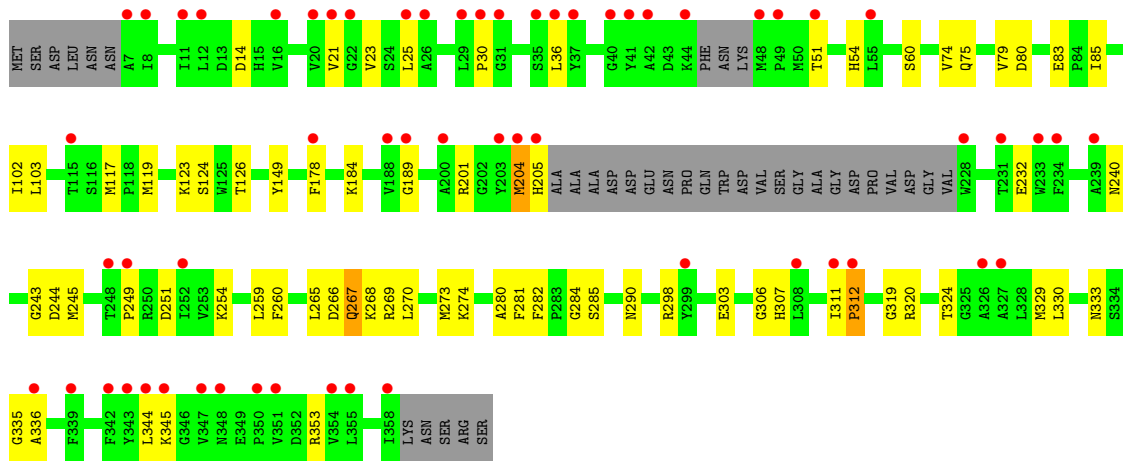 MET SER ASP LEU ASN ASN A7 I8 I11 L12 D13 D14 H15 V16 V20 V21 G22 V23 S24 L25 A26 L29 P30 G31 S35 L36 Y37 G40 Y41 A42 D43 K44 PHE ASN LYS M48 P49 M50 T51 H54 L55 S60 V74 Q75 V79 D80 E83 P84 I85
I102 L103 T115 S116 M117 P118 M119 K123 S124 W125 T126 Y149 F178 K184 V188 G189 A200 R201 G202 Y203 M204 H205 ALA ALA ALA ASP ASP GLU ASN PRO GLN TRP ASP VAL SER GLY ALA GLY ASP PRO VAL ASP GLY VAL W228 T231 E232 W233 F234 A239 N240
G243 D244 M245 T248 P249 R250 D251 I252 V253 K254 L259 F260 L265 D266 Q267 K268 R269 L270 M273 K274 A280 F281 F282 P283 G284 S285 N290 R298 Y299 E303 G306 H307 L308 I311 P312 G319 R320 T324 G325 A326 A327 L328 M329 L330 N333 S334
G335 A336 F339 F342 Y343 L344 K345 G346 V347 N348 E349 P350 V351 D352 R353 V354 L355 I358 LYS ASN SER ARG SER